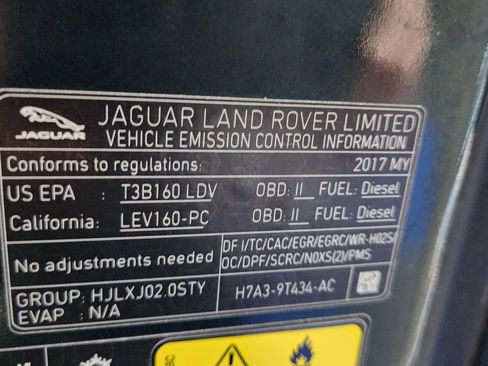 JAGUAR
JAGUAR LAND ROVER LIMITED
VEHICLE EMISSION CONTROL INFORMATION
Conforms to regulations: 2017 MY
US EPA : T3B160 LDV OBD: II FUEL: Diesel
California: LEV160-PC OBD: II FUEL: Diesel
No adjustments needed
DF I/TC/CAC/EGR/EGRC/WR-HO2S/
OC/DPF/SCRC/NOXS(2)/PMS
GROUP: HJLXJ02.0STY
EVAP : N/A
H7A3-9T434-AC